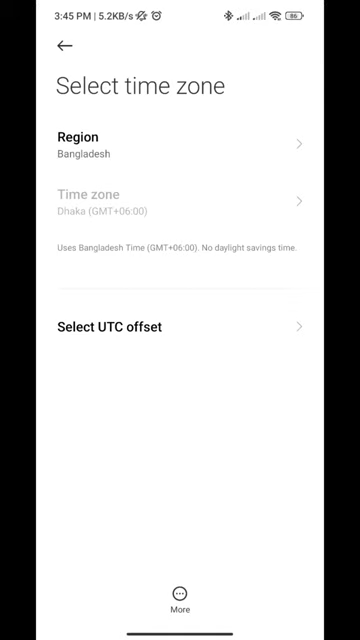 3:45 PM | 5.2KB/s 86
Select time zone
Region
Bangladesh
Time zone
Dhaka (GMT+06:00)
Uses Bangladesh Time (GMT+06:00). No daylight savings time.
Select UTC offset
More